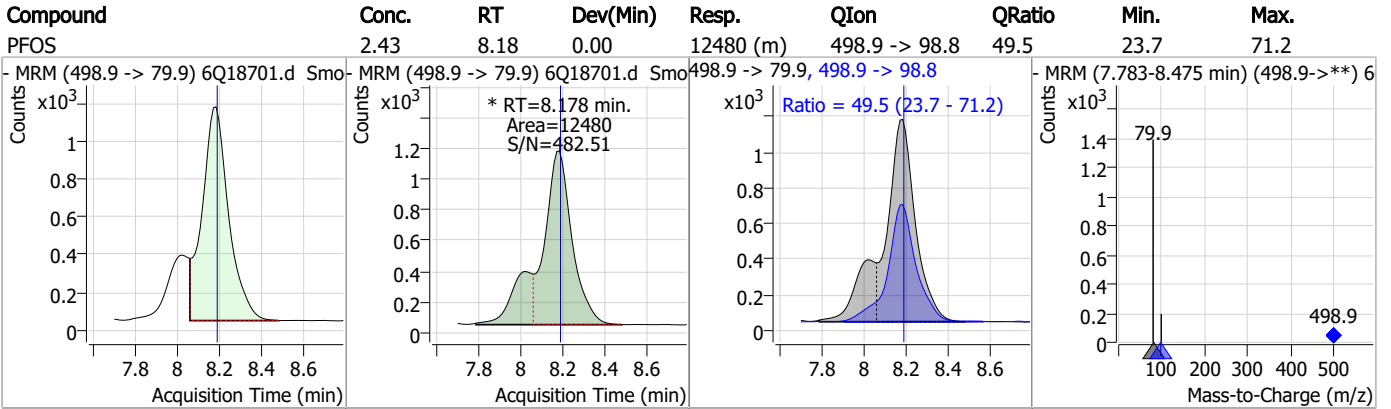 Compound Conc. RT Dev(Min) Resp. QIon QRatio Min. Max.
PFOS 2.43 8.18 0.00 12480 (m) 498.9 -> 98.8 49.5 23.7 71.2
- MRM (498.9 -> 79.9) 6Q18701.d Smo
Counts
x10³
1
0.8
0.6
0.4
0.2
0
7.8 8 8.2 8.4 8.6
Acquisition Time (min)
- MRM (498.9 -> 79.9) 6Q18701.d Smo
Counts
x10³
* RT=8.178 min.
Area=12480
S/N=482.51
1.2
1
0.8
0.6
0.4
0.2
0
7.8 8 8.2 8.4 8.6
Acquisition Time (min)
498.9 -> 79.9, 498.9 -> 98.8
Counts
x10³
Ratio = 49.5 (23.7 - 71.2)
1
0.8
0.6
0.4
0.2
0
7.8 8 8.2 8.4 8.6
Acquisition Time (min)
- MRM (7.783-8.475 min) (498.9->**) 6
Counts
x10³
79.9
1.4
1.2
1
0.8
0.6
0.4
0.2
498.9
0
100 200 300 400 500
Mass-to-Charge (m/z)